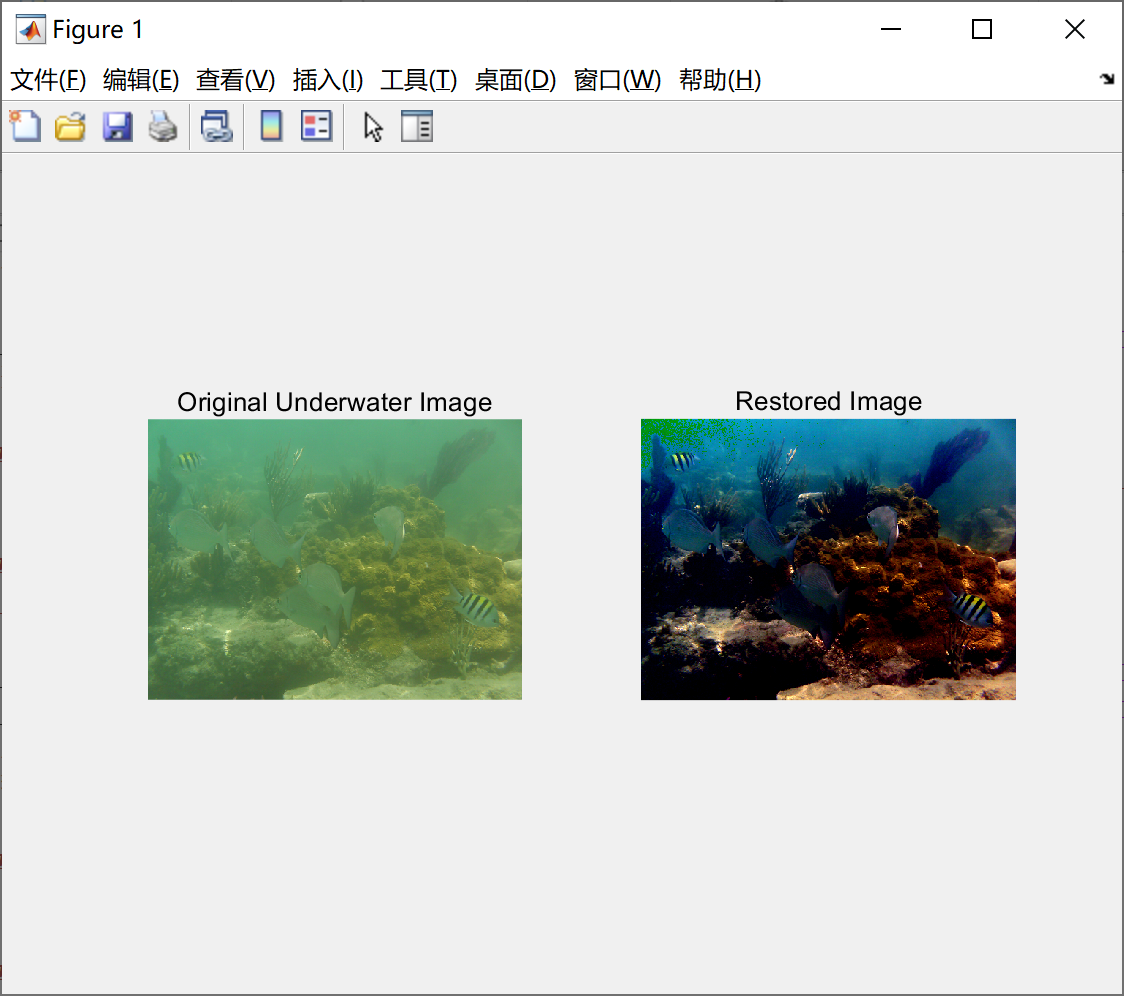 Figure 1
文件(F) 编辑(E) 查看(V) 插入(I) 工具(T) 桌面(D) 窗口(W) 帮助(H)
Original Underwater Image
Restored Image